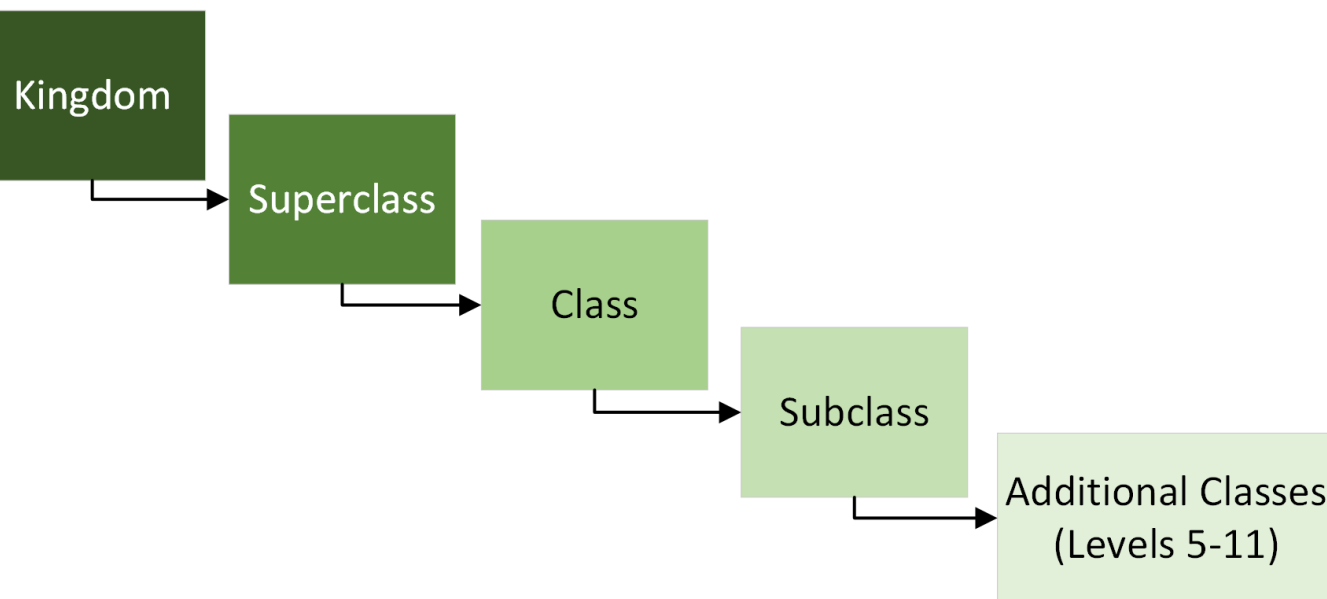 Kingdom
Superclass
Class
Subclass
Additional Classes
(Levels 5-11)